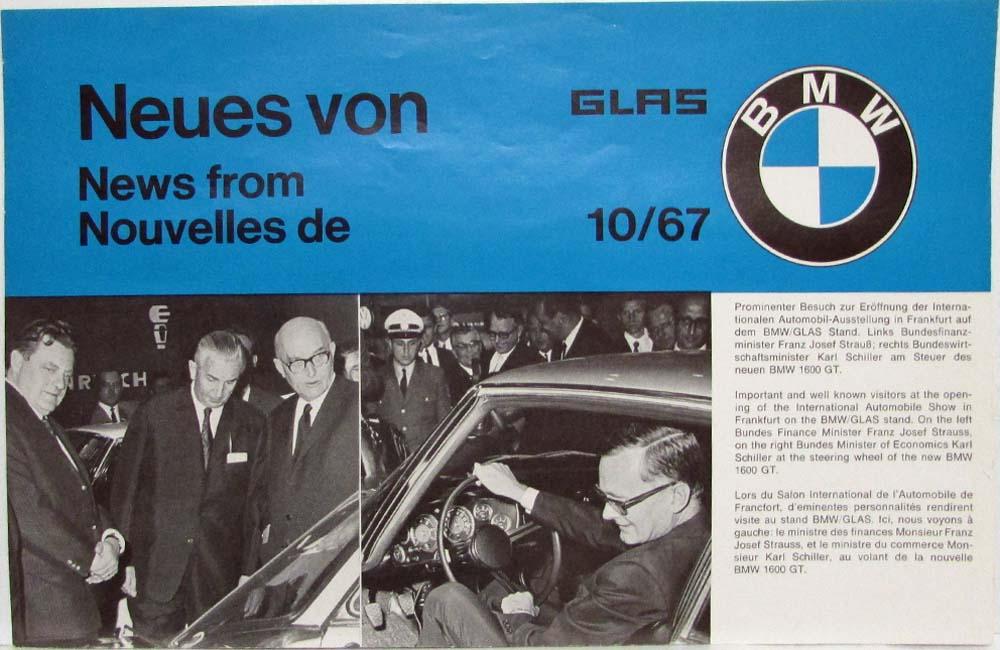 Neues von
News from
Nouvelles de
GLAS
10/67
BMW
Prominenter Besuch zur Eröffnung der Interna-
tionalen Automobil-Ausstellung in Frankfurt auf
dem BMW/GLAS Stand. Links Bundesfinanz-
minister Franz Josef Strauß; rechts Bundeswirt-
schaftsminister Karl Schiller am Steuer des
neuen BMW 1600 GT.
Important and well known visitors at the open-
ing of the International Automobile Show in
Frankfurt on the BMW/GLAS stand. On the left
Bundes Finance Minister Franz Josef Strauss,
on the right Bundes Minister of Economics Karl
Schiller at the steering wheel of the new BMW
1600 GT.
Lors du Salon International de l'Automobile de
Francfort, d'eminentes personnalités rendirent
visite au stand BMW/GLAS. Ici, nous voyons à
gauche: le ministre des finances Monsieur Franz
Josef Strauss, et le ministre du commerce Mon-
sieur Karl Schiller, au volant de la nouvelle
BMW 1600 GT.